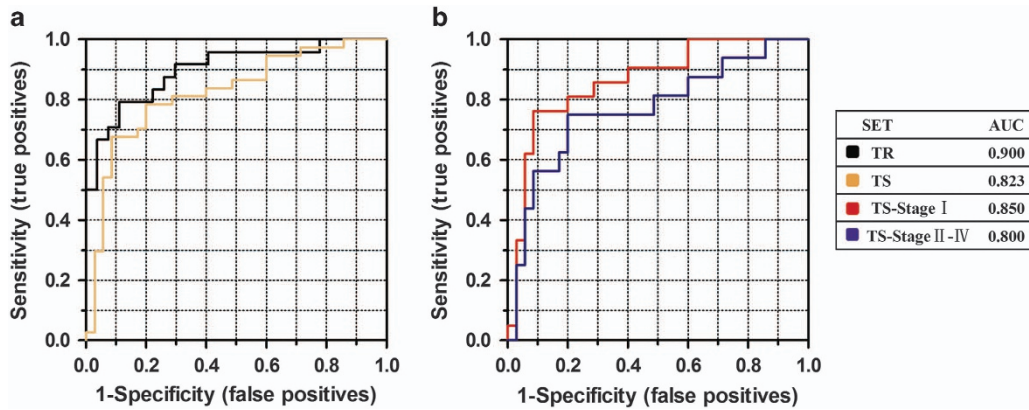 a
1.0
0.8
0.6
0.4
0.2
0.0
Sensitivity (true positives)
0.0 0.2 0.4 0.6 0.8 1.0
1-Specificity (false positives)
b
1.0
0.8
0.6
0.4
0.2
0.0
Sensitivity (true positives)
0.0 0.2 0.4 0.6 0.8 1.0
1-Specificity (false positives)
SET AUC
TR 0.900
TS 0.823
TS-Stage Ⅰ 0.850
TS-Stage Ⅱ-Ⅳ 0.800